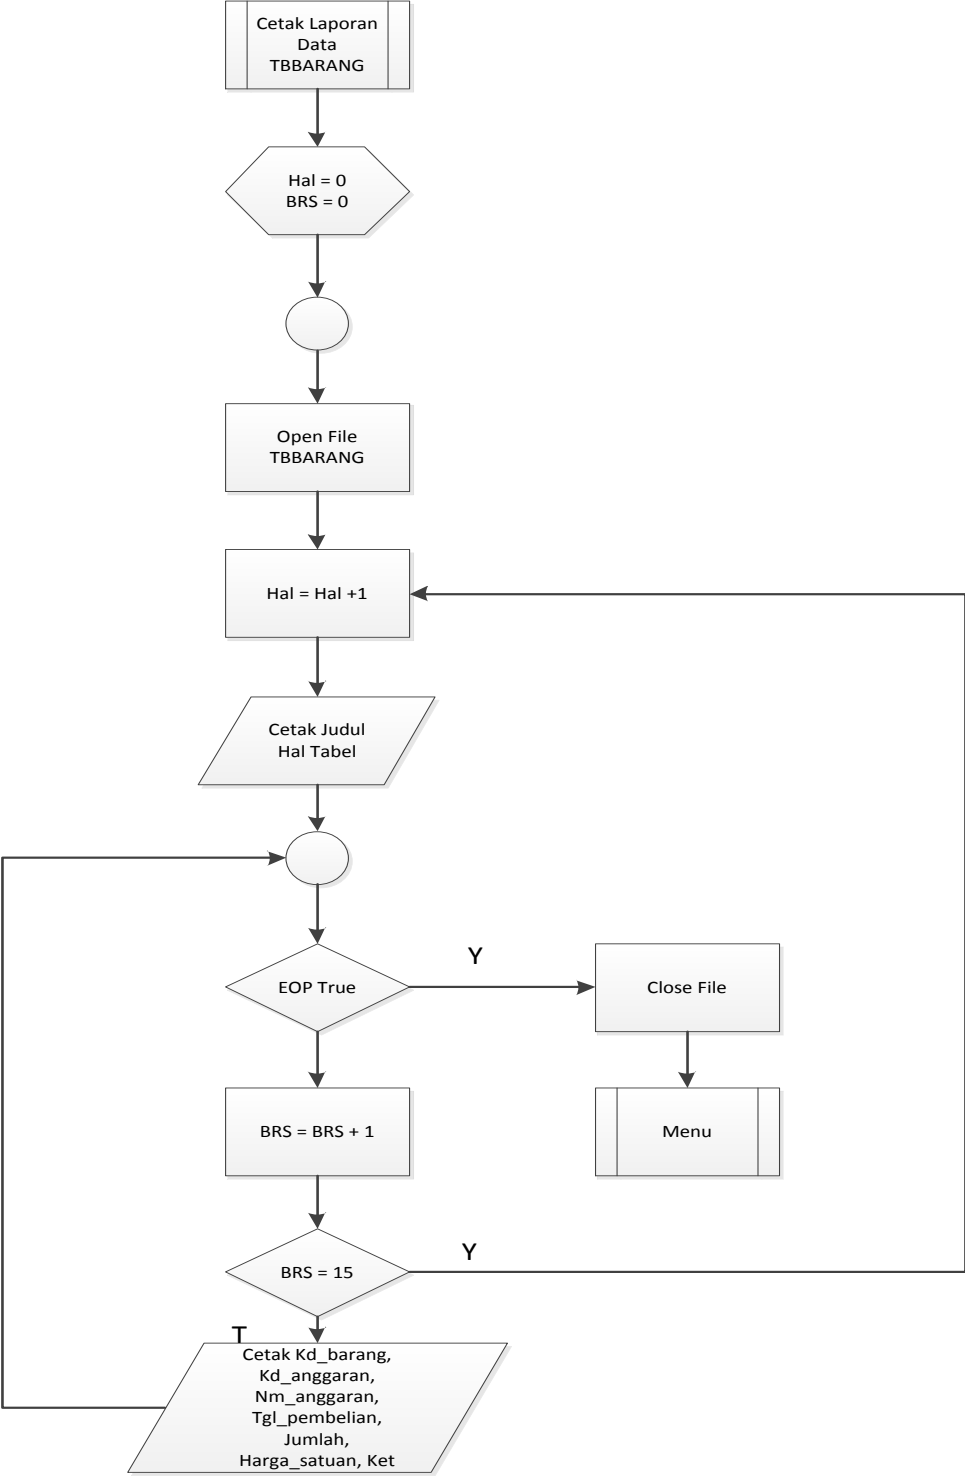 Cetak Laporan
Data
TBBARANG
Hal = 0
BRS = 0
Open File
TBBARANG
Hal = Hal +1
Cetak Judul
Hal Tabel
EOP True
Y
Close File
BRS = BRS + 1
Menu
BRS = 15
Y
T
Cetak Kd_barang,
Kd_anggaran,
Nm_anggaran,
Tgl_pembelian,
Jumlah,
Harga_satuan, Ket